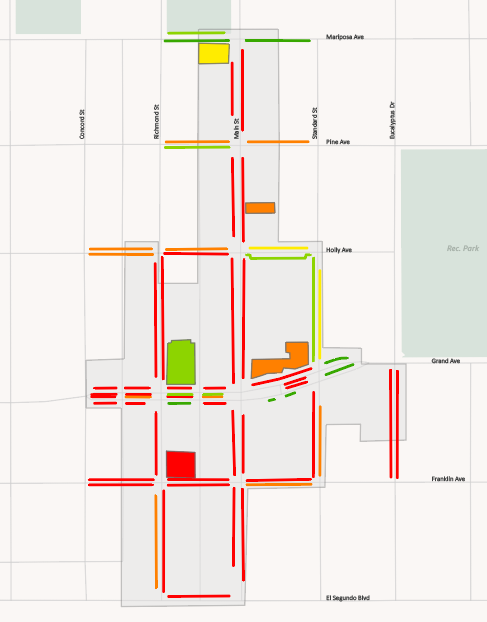 Mariposa Ave
Concord St
Richmond St
Main St
Standard St
Eucalyptus Dr
Pine Ave
Holly Ave
Rec. Park
Grand Ave
Franklin Ave
El Segundo Blvd